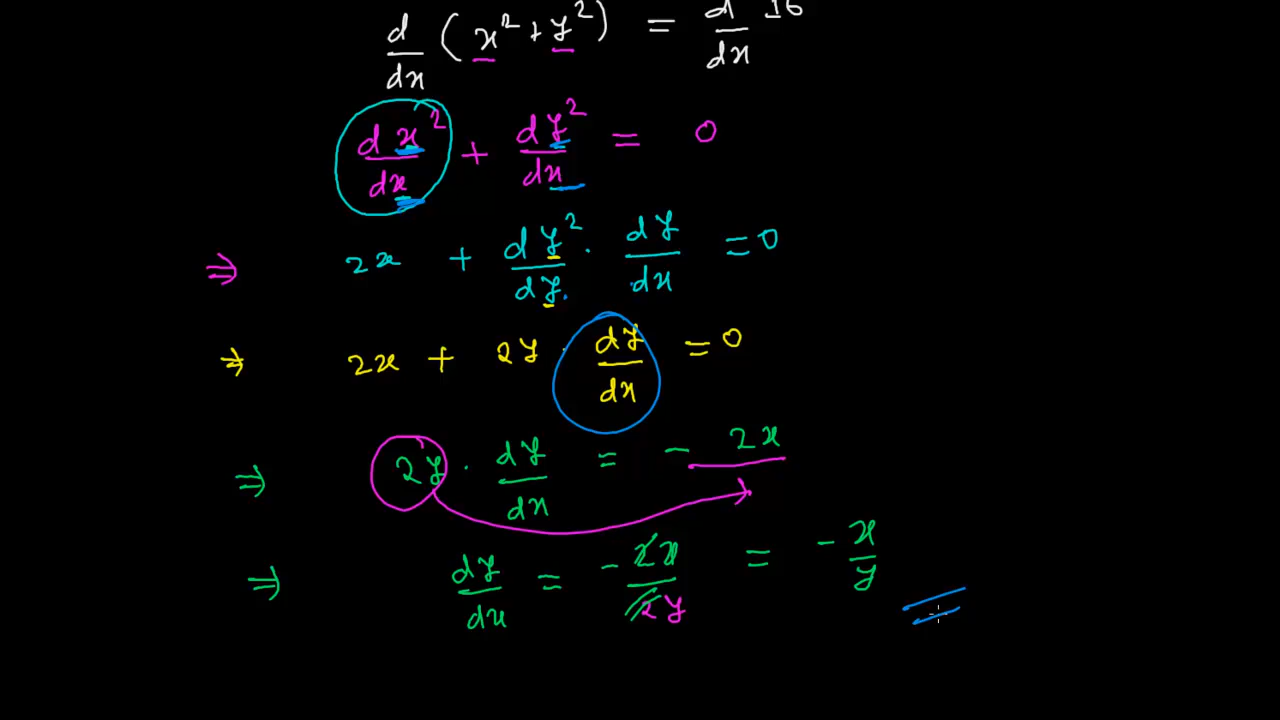 d/dx (x² + y²) = d/dx 16
dx²/dx + dy²/dx = 0
⇒ 2x + dy²/dy · dy/dx = 0
⇒ 2x + 2y · dy/dx = 0
⇒ 2y · dy/dx = - 2x
⇒ dy/dx = - 2x/2y = - x/y